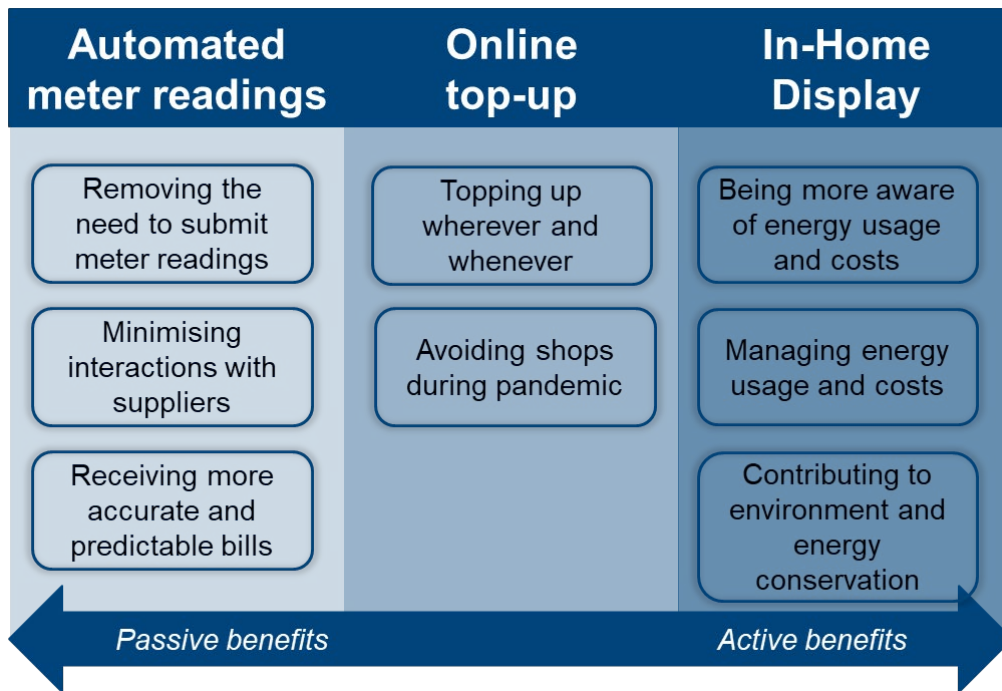 Automated
meter readings
Removing the
need to submit
meter readings
Minimising
interactions with
suppliers
Receiving more
accurate and
predictable bills
Online
top-up
Topping up
wherever and
whenever
Avoiding shops
during pandemic
In-Home
Display
Being more aware
of energy usage
and costs
Managing energy
usage and costs
Contributing to
environment and
energy
conservation
Passive benefits
Active benefits